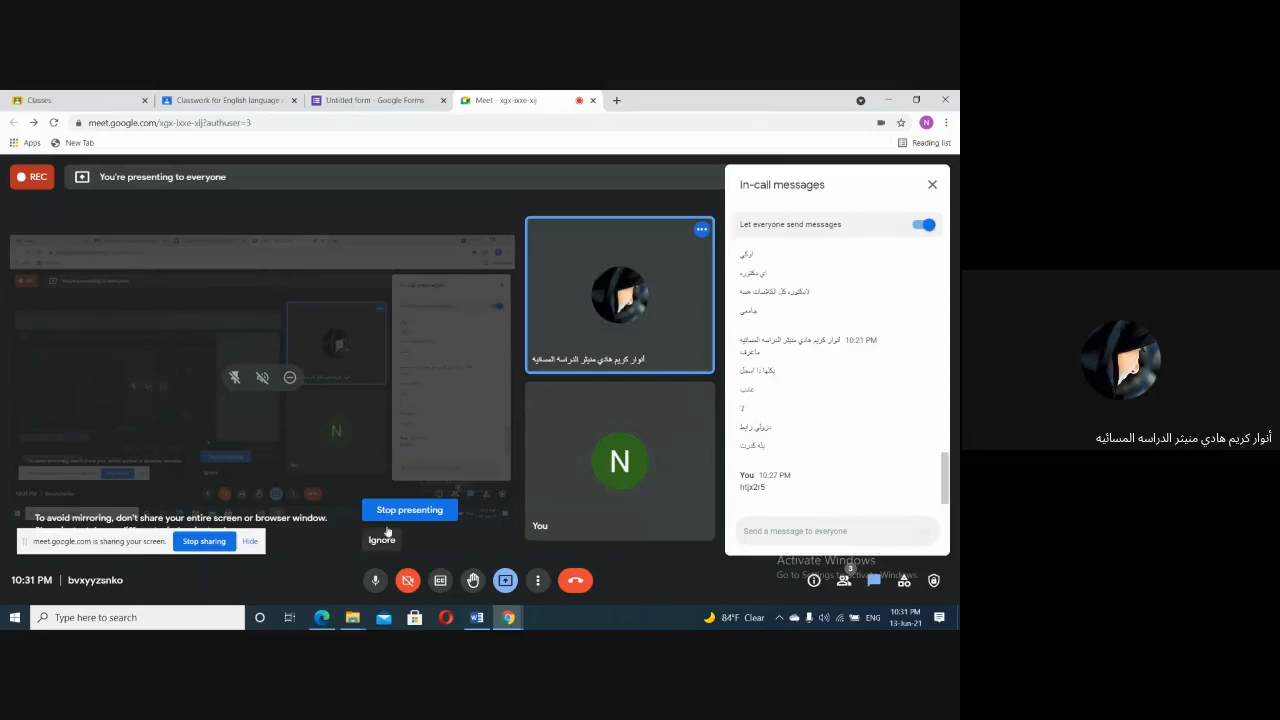 Classes
Classwork for English language
Untitled form - Google Forms
Meet - xgx-ixxe-xij
meet.google.com/xgx-ixxe-xij?authuser=3
N
Apps
New Tab
Reading list
REC
You're presenting to everyone
أنوار كريم هادي منيثر الدراسه المسائيه
N
You
To avoid mirroring, don't share your entire screen or browser window.
Stop presenting
Ignore
meet.google.com is sharing your screen.
Stop sharing
Hide
In-call messages
Let everyone send messages
اوكي
اي دكتوره
لادكتوره كل الكلاسات خمسه
جامعي
أنوار كريم هادي منيثر الدراسه المسائيه 10:21 PM
ماعرف
بكلها دا اسجل
عادب
لا
دزولي رابط
يله كدرت
You 10:27 PM
htjx2r5
Send a message to everyone
Activate Windows
Go to Settings to activate Windows.
10:31 PM | bvxyyzsnko
3
Type here to search
84°F Clear
ENG
10:31 PM
13-Jun-21
أنوار كريم هادي منيثر الدراسه المسائيه